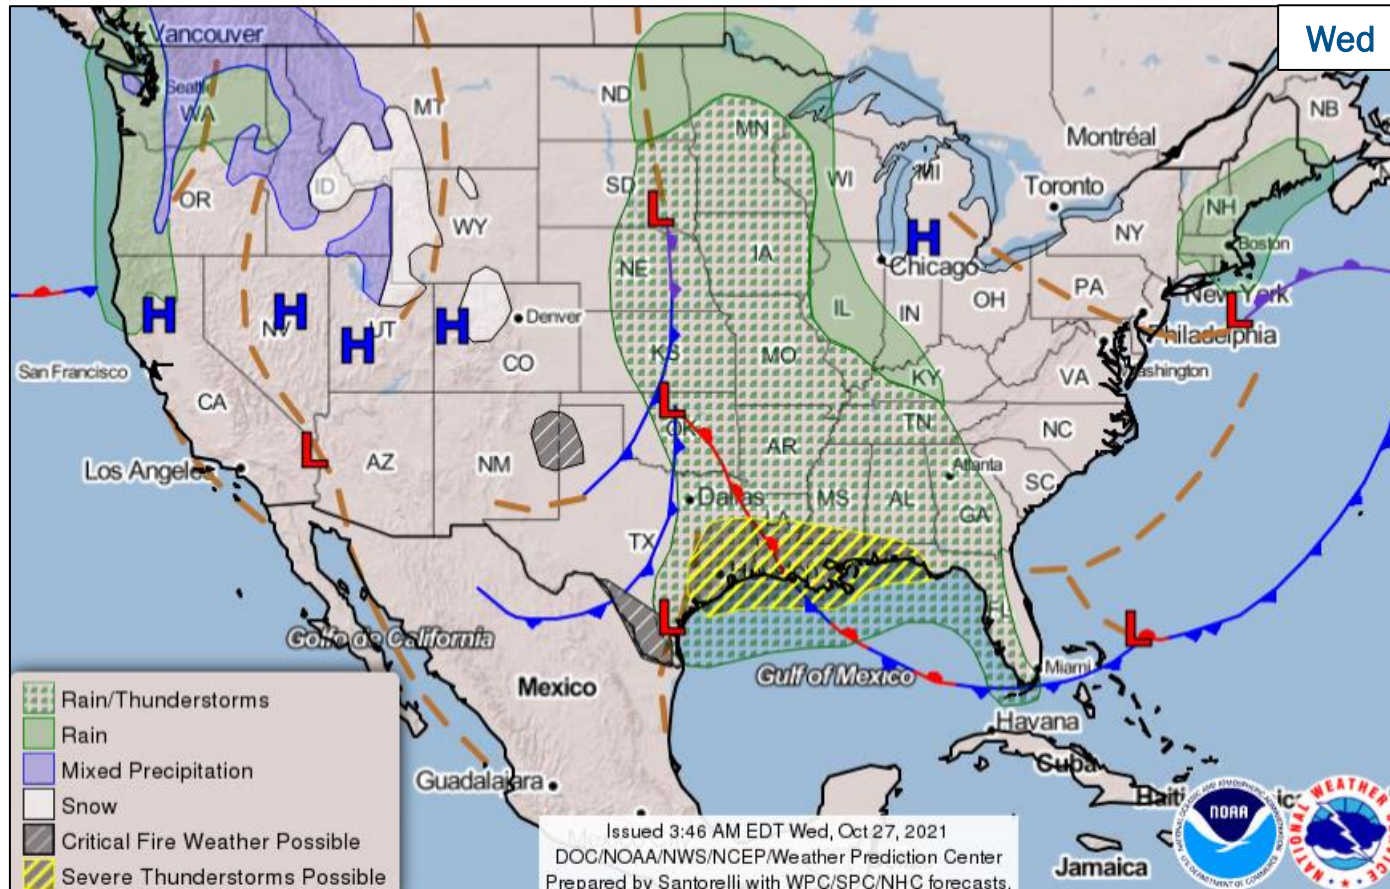 Wed
Vancouver
NB
ND
MT
MN
Montréal
WA
WI
MI
Toronto
SD
ID
OR
NH
WY
NY
Boston
IA
NE
Chicago
PA
OH
IN
IL
New York
Denver
NV
UT
Philadelphia
KS
MO
CO
San Francisco
KY
VA
Washington
CA
TN
NC
OK
AR
Atlanta
AZ
NM
Los Angeles
SC
Dallas
MS
AL
GA
LA
TX
FL
Golfo de California
Miami
Gulf of Mexico
Mexico
Havana
Cuba
Guadalajara
Haiti
Jamaica
H
H
H
H
H
L
L
L
L
L
L
Rain/Thunderstorms
Rain
Mixed Precipitation
Snow
Critical Fire Weather Possible
Severe Thunderstorms Possible
Issued 3:46 AM EDT Wed, Oct 27, 2021
DOC/NOAA/NWS/NCEP/Weather Prediction Center
Prepared by Santorelli with WPC/SPC/NHC forecasts.
NOAA
NATIONAL WEATHER